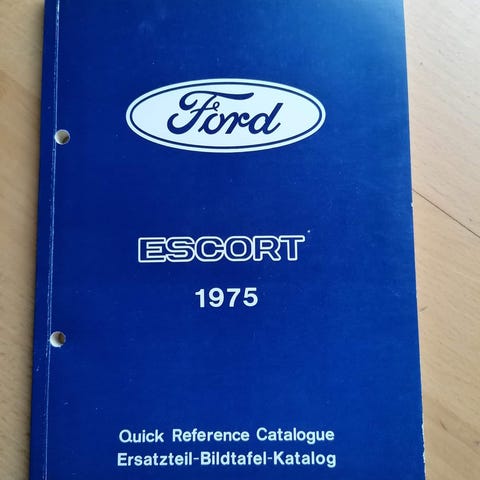 Ford
ESCORT
1975
Quick Reference Catalogue
Ersatzteil-Bildtafel-Katalog